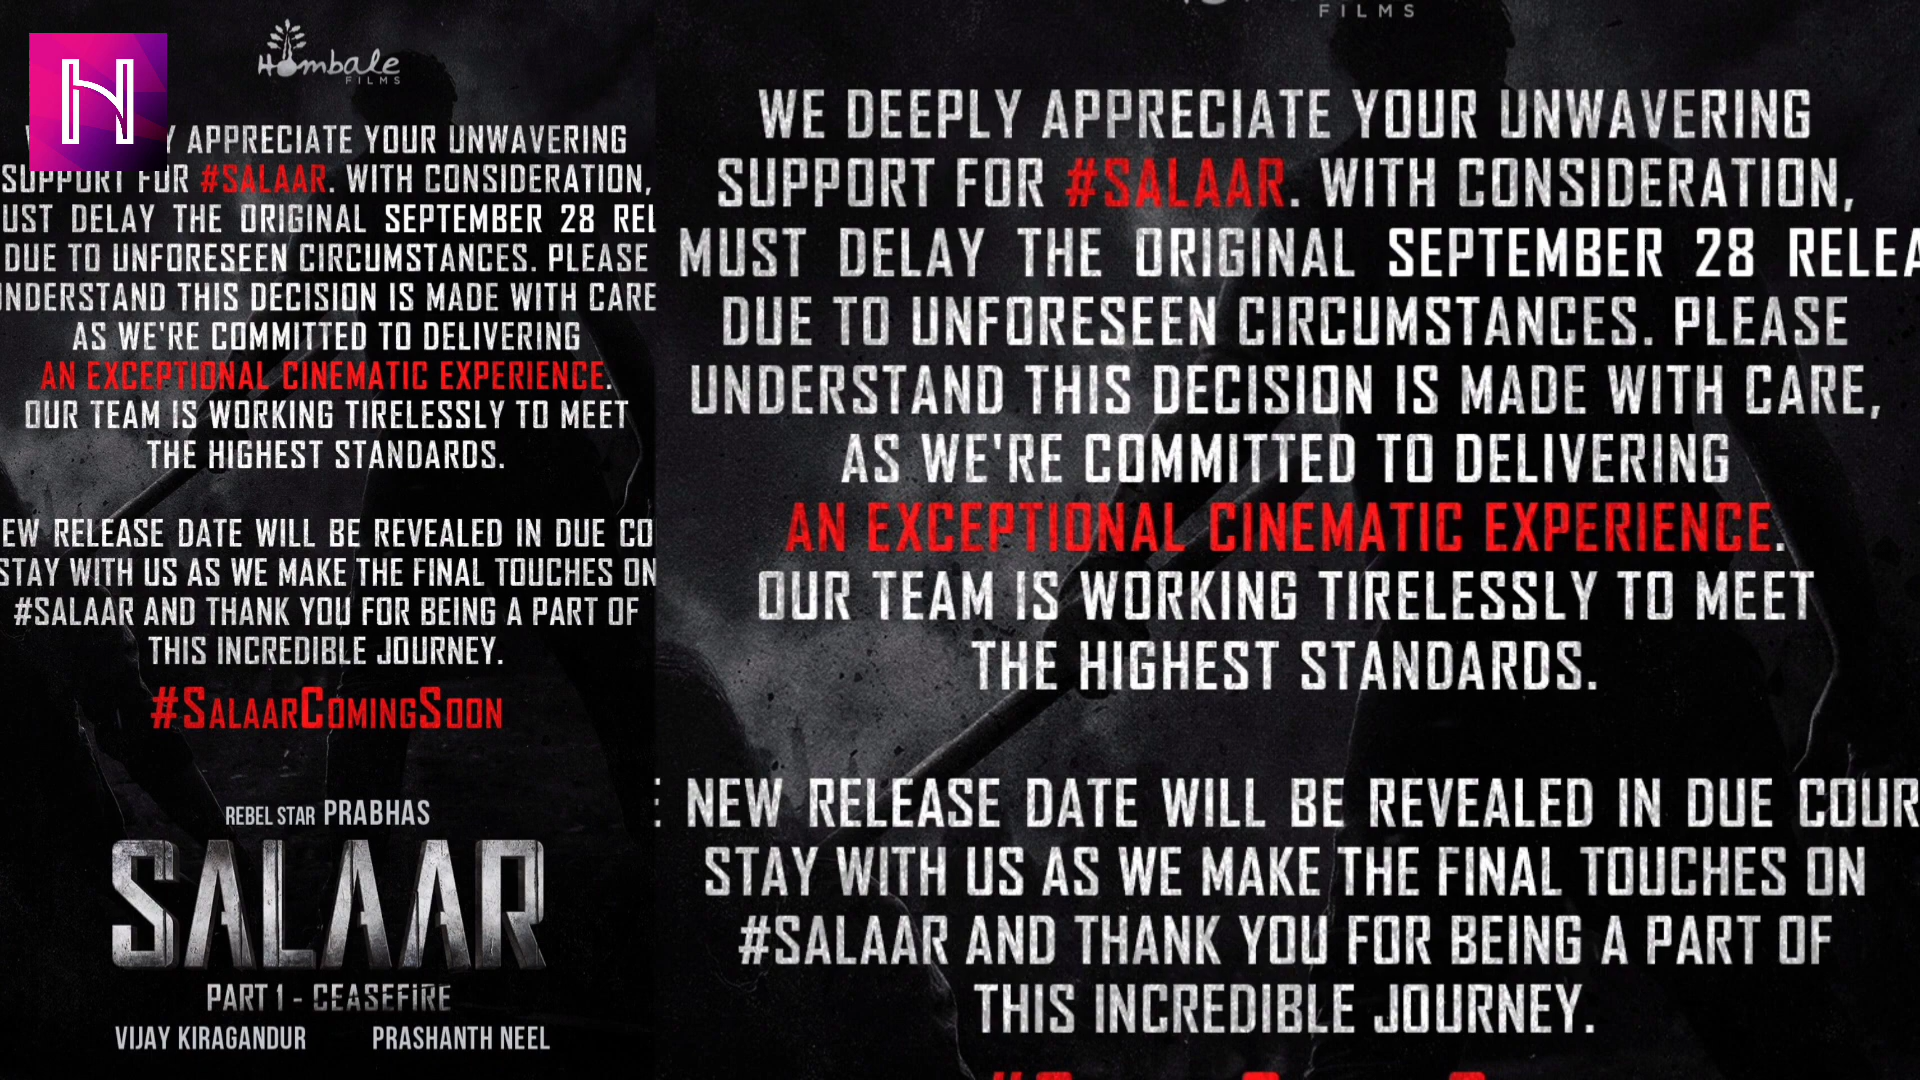 N
Hombale
FILMS
Y APPRECIATE YOUR UNWAVERING
SUPPORT FOR #SALAAR. WITH CONSIDERATION,
UST DELAY THE ORIGINAL SEPTEMBER 28 REL
DUE TO UNFORESEEN CIRCUMSTANCES. PLEASE
UNDERSTAND THIS DECISION IS MADE WITH CARE
AS WE'RE COMMITTED TO DELIVERING
AN EXCEPTIONAL CINEMATIC EXPERIENCE.
OUR TEAM IS WORKING TIRELESSLY TO MEET
THE HIGHEST STANDARDS.
EW RELEASE DATE WILL BE REVEALED IN DUE CO
STAY WITH US AS WE MAKE THE FINAL TOUCHES ON
#SALAAR AND THANK YOU FOR BEING A PART OF
THIS INCREDIBLE JOURNEY.
#SALAARCOMINGSOON
REBEL STAR PRABHAS
SALAAR
PART 1 - CEASEFIRE
VIJAY KIRAGANDUR PRASHANTH NEEL
FILMS
WE DEEPLY APPRECIATE YOUR UNWAVERING
SUPPORT FOR #SALAAR. WITH CONSIDERATION,
MUST DELAY THE ORIGINAL SEPTEMBER 28 RELEA
DUE TO UNFORESEEN CIRCUMSTANCES. PLEASE
UNDERSTAND THIS DECISION IS MADE WITH CARE,
AS WE'RE COMMITTED TO DELIVERING
AN EXCEPTIONAL CINEMATIC EXPERIENCE.
OUR TEAM IS WORKING TIRELESSLY TO MEET
THE HIGHEST STANDARDS.
NEW RELEASE DATE WILL BE REVEALED IN DUE COUR
STAY WITH US AS WE MAKE THE FINAL TOUCHES ON
#SALAAR AND THANK YOU FOR BEING A PART OF
THIS INCREDIBLE JOURNEY.